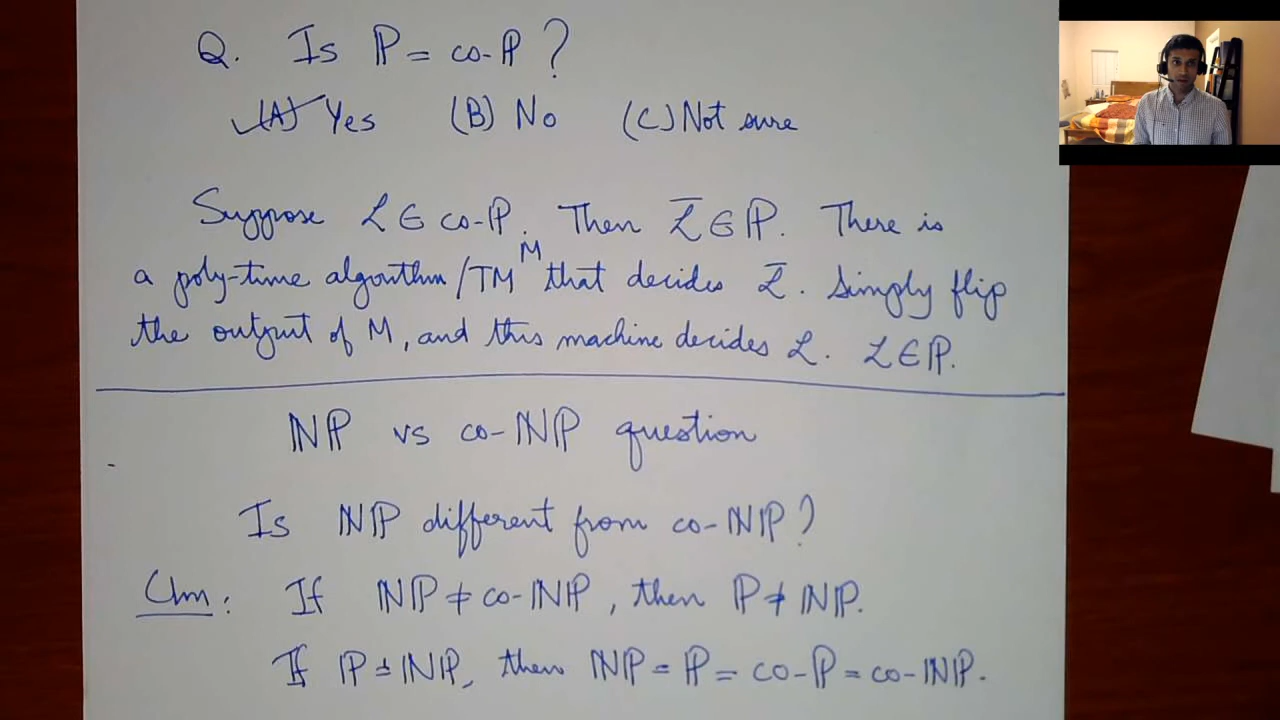 Q. Is ℙ = co-ℙ ?
(A) Yes (B) No (C) Not sure
Suppose L ∈ co-ℙ. Then L̅ ∈ ℙ. There is
a poly-time algorithm/TM M that decides L̅. Simply flip
the output of M, and this machine decides L. L ∈ ℙ.
ℕℙ vs co-ℕℙ question
Is ℕℙ different from co-ℕℙ?
Clm: If ℕℙ ≠ co-ℕℙ, then ℙ ≠ ℕℙ.
If ℙ = ℕℙ, then ℕℙ = ℙ = co-ℙ = co-ℕℙ.